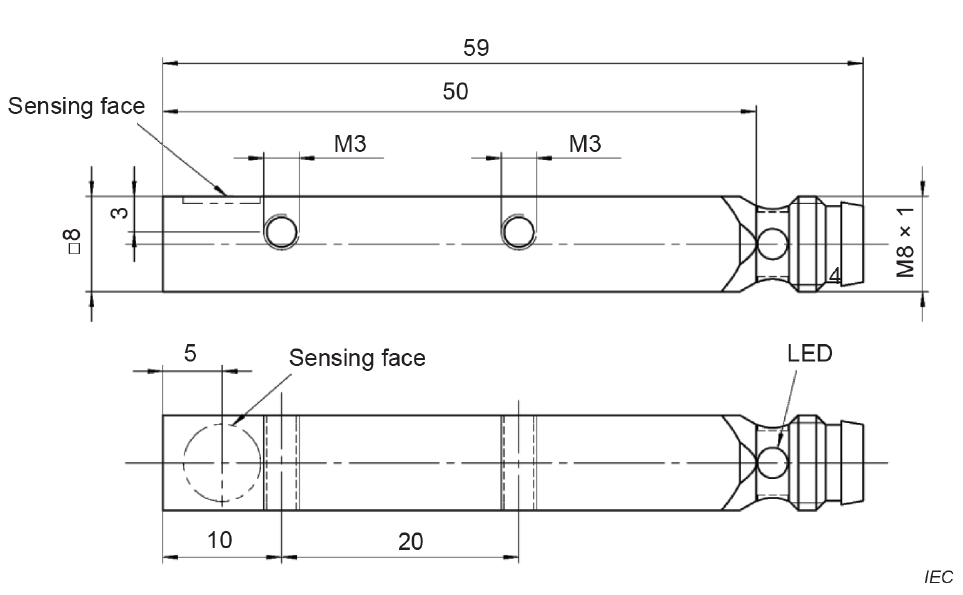 59
50
Sensing face
M3
M3
3
□8
M8 × 1
4
5
Sensing face
LED
10
20
IEC